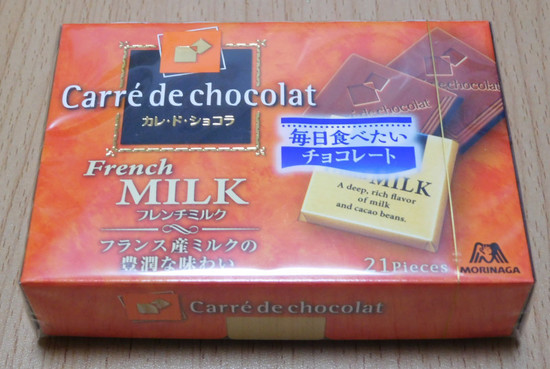 Carré de chocolat
カレ・ド・ショコラ
毎日食べたい
チョコレート
French
MILK
フレンチミルク
フランス産ミルクの
豊潤な味わい
MILK
A deep, rich flavor
of milk
and cacao beans.
21 Pieces
MORINAGA
Carré de chocolat